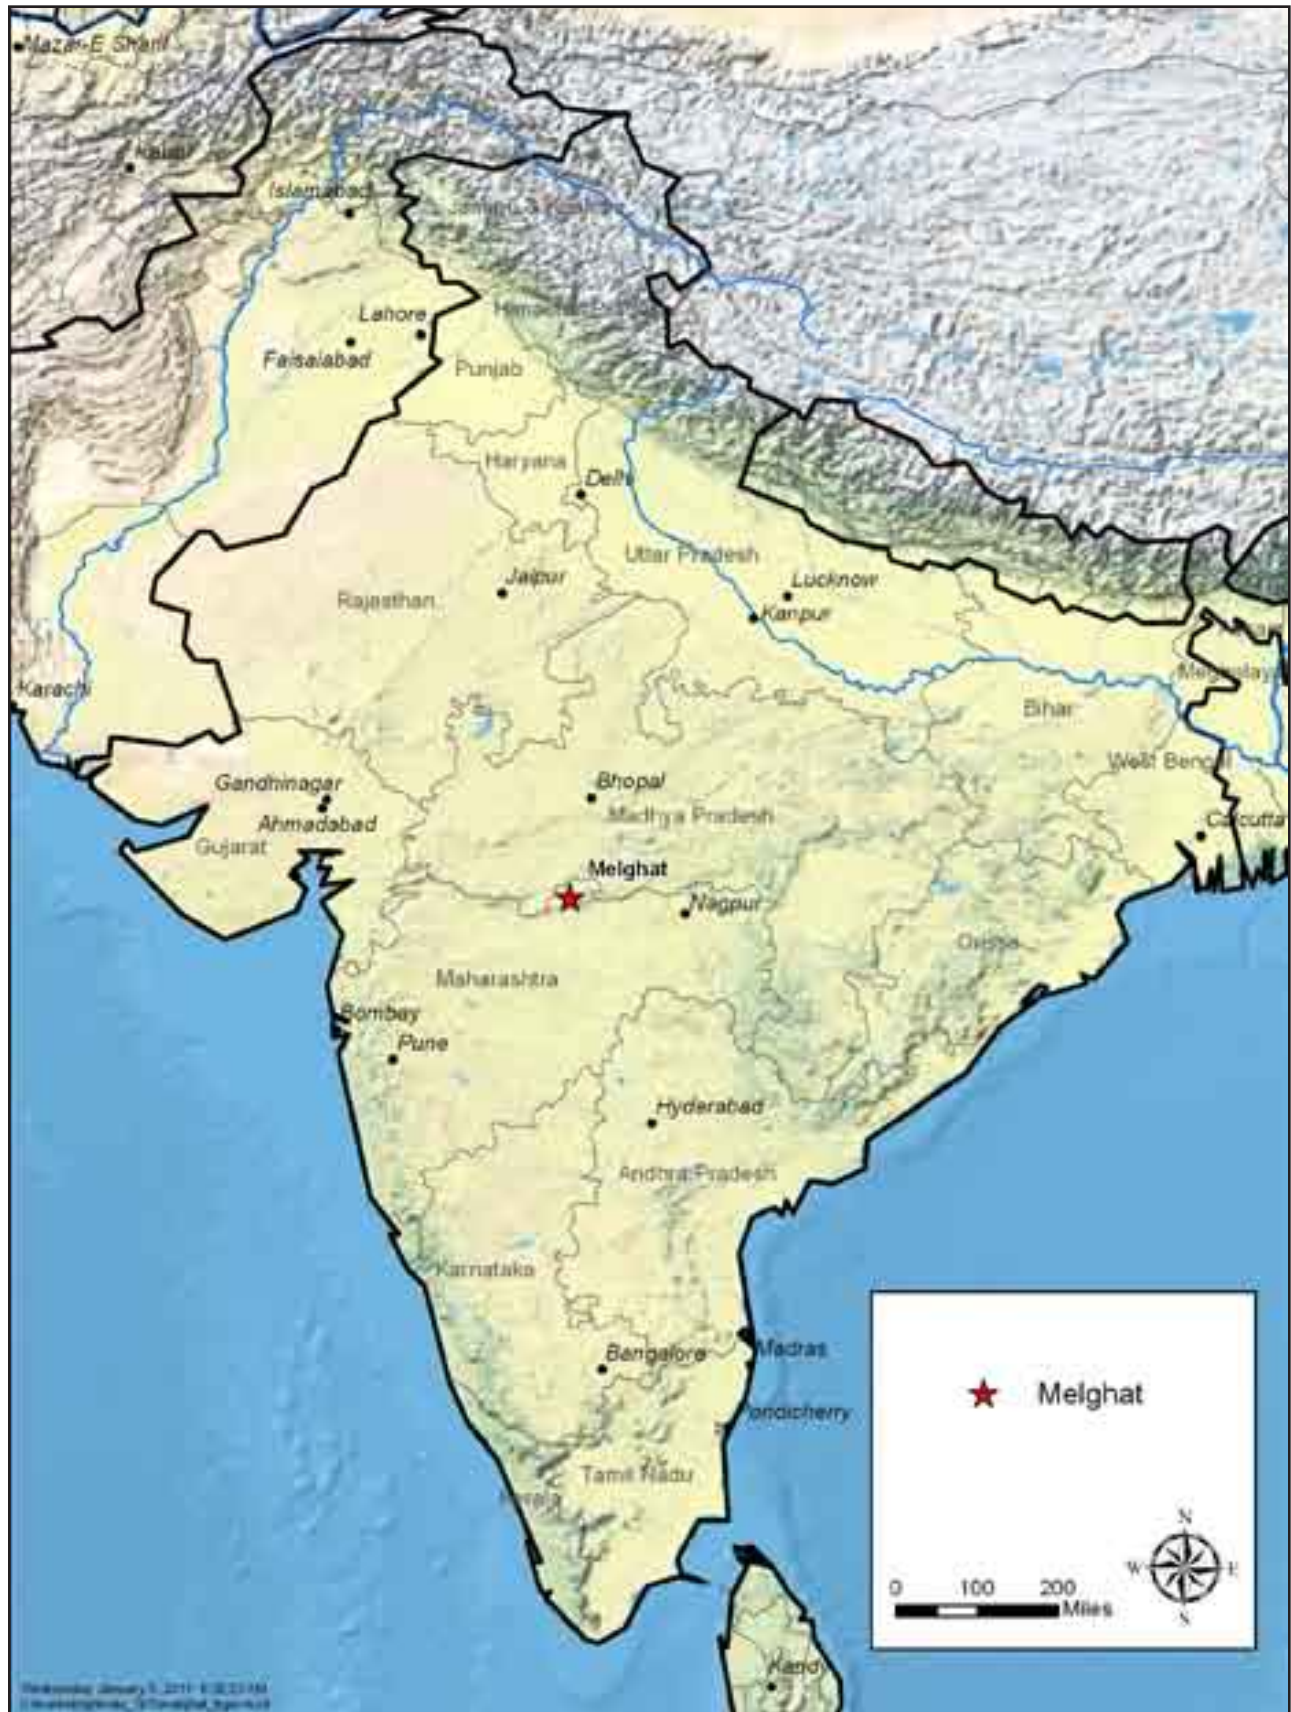 Mazar-E Sharif
Kabul
Islamabad
Lahore
Faisalabad
Punjab
Haryana
Delhi
Uttar Pradesh
Jaipur
Rajasthan
Lucknow
Kanpur
Karachi
Bihar
West Bengal
Gandhinagar
Ahmadabad
Gujarat
Bhopal
Madhya Pradesh
Calcutta
Melghat
Nagpur
Orissa
Maharashtra
Bombay
Pune
Hyderabad
Andhra Pradesh
Karnataka
Bangalore
Madras
Pondicherry
Tamil Nadu
Kerala
Kandy
Melghat
N
W E
S
0 100 200
Miles